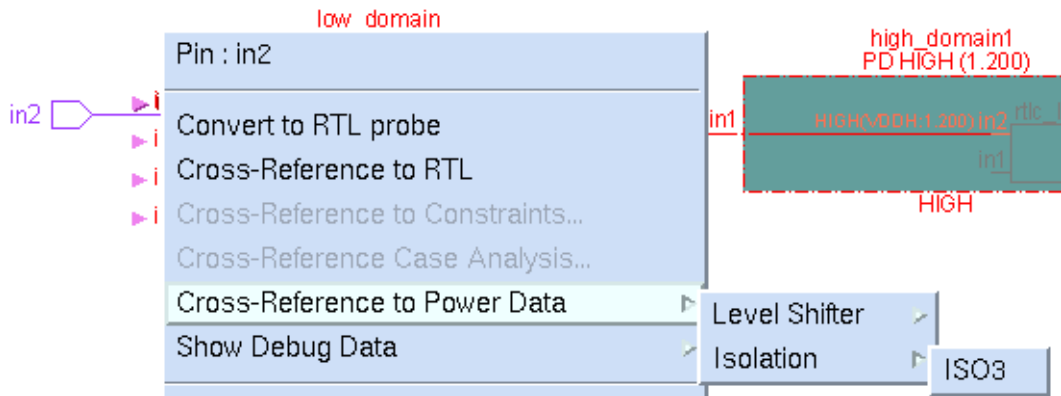 low_domain
Pin : in2
in2
i
i
i
i
Convert to RTL probe
Cross-Reference to RTL
Cross-Reference to Constraints...
Cross-Reference Case Analysis...
Cross-Reference to Power Data
Show Debug Data
Level Shifter
Isolation
ISO3
high_domain1
PD HIGH (1.200)
in1
HIGH(VDDH:1.200) in2
in1
HIGH